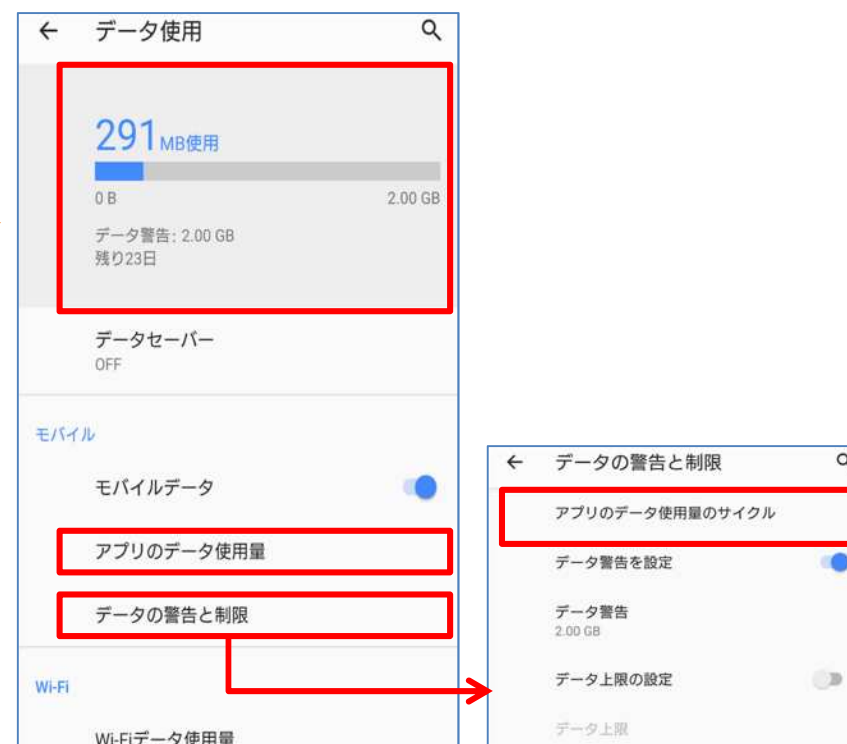 データ使用
291 MB使用
0 B 2.00 GB
データ警告: 2.00 GB
残り23日
データセーバー
OFF
モバイル
モバイルデータ
アプリのデータ使用量
データの警告と制限
Wi-Fi
Wi-Fiデータ使用量
データの警告と制限
アプリのデータ使用量のサイクル
データ警告を設定
データ警告
2.00 GB
データ上限の設定
データ上限